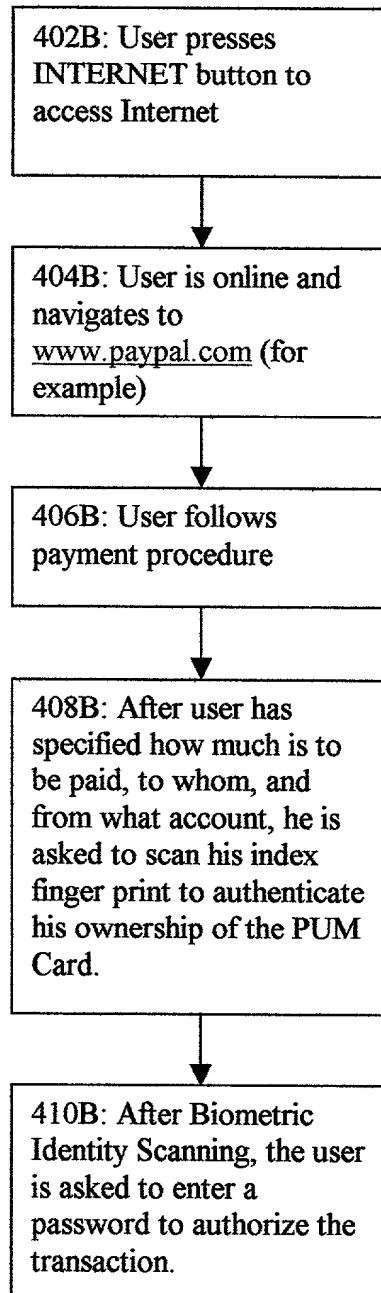 402B: User presses
INTERNET button to
access Internet
404B: User is online and
navigates to
www.paypal.com (for
example)
406B: User follows
payment procedure
408B: After user has
specified how much is to
be paid, to whom, and
from what account, he is
asked to scan his index
finger print to authenticate
his ownership of the PUM
Card.
410B: After Biometric
Identity Scanning, the user
is asked to enter a
password to authorize the
transaction.